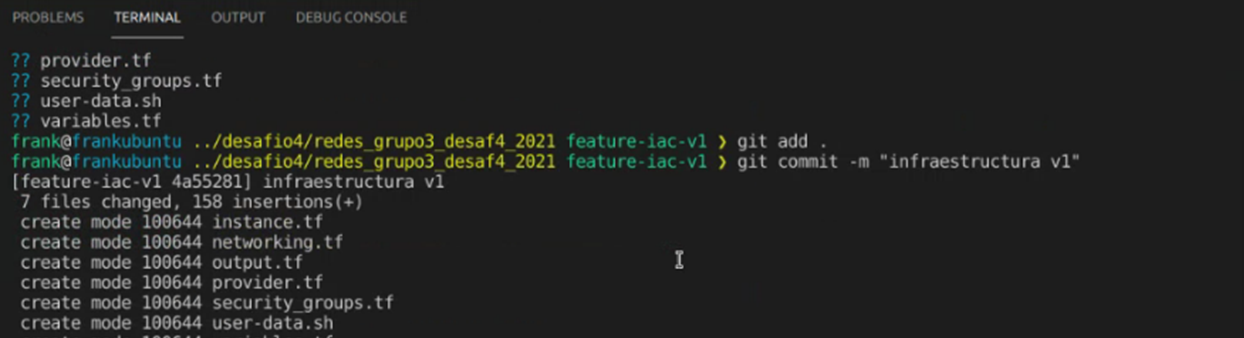 PROBLEMS TERMINAL OUTPUT DEBUG CONSOLE
?? provider.tf
?? security_groups.tf
?? user-data.sh
?? variables.tf
frank@frankubuntu ../desafio4/redes_grupo3_desaf4_2021 feature-iac-v1 ❯ git add .
frank@frankubuntu ../desafio4/redes_grupo3_desaf4_2021 feature-iac-v1 ❯ git commit -m "infraestructura v1"
[feature-iac-v1 4a55281] infraestructura v1
 7 files changed, 158 insertions(+)
 create mode 100644 instance.tf
 create mode 100644 networking.tf
 create mode 100644 output.tf
 create mode 100644 provider.tf
 create mode 100644 security_groups.tf
 create mode 100644 user-data.sh